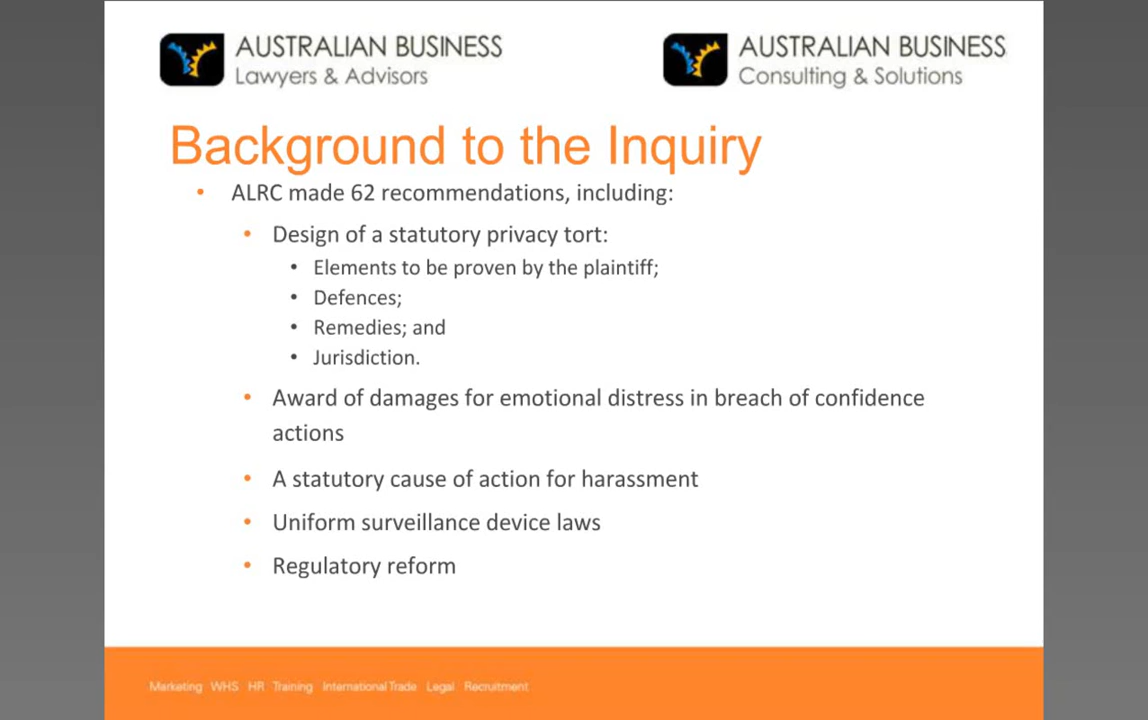 AUSTRALIAN BUSINESS
Lawyers & Advisors
AUSTRALIAN BUSINESS
Consulting & Solutions
Background to the Inquiry
• ALRC made 62 recommendations, including:
• Design of a statutory privacy tort:
• Elements to be proven by the plaintiff;
• Defences;
• Remedies; and
• Jurisdiction.
• Award of damages for emotional distress in breach of confidence
actions
• A statutory cause of action for harassment
• Uniform surveillance device laws
• Regulatory reform
Marketing WHS HR Training International Trade Legal Recruitment